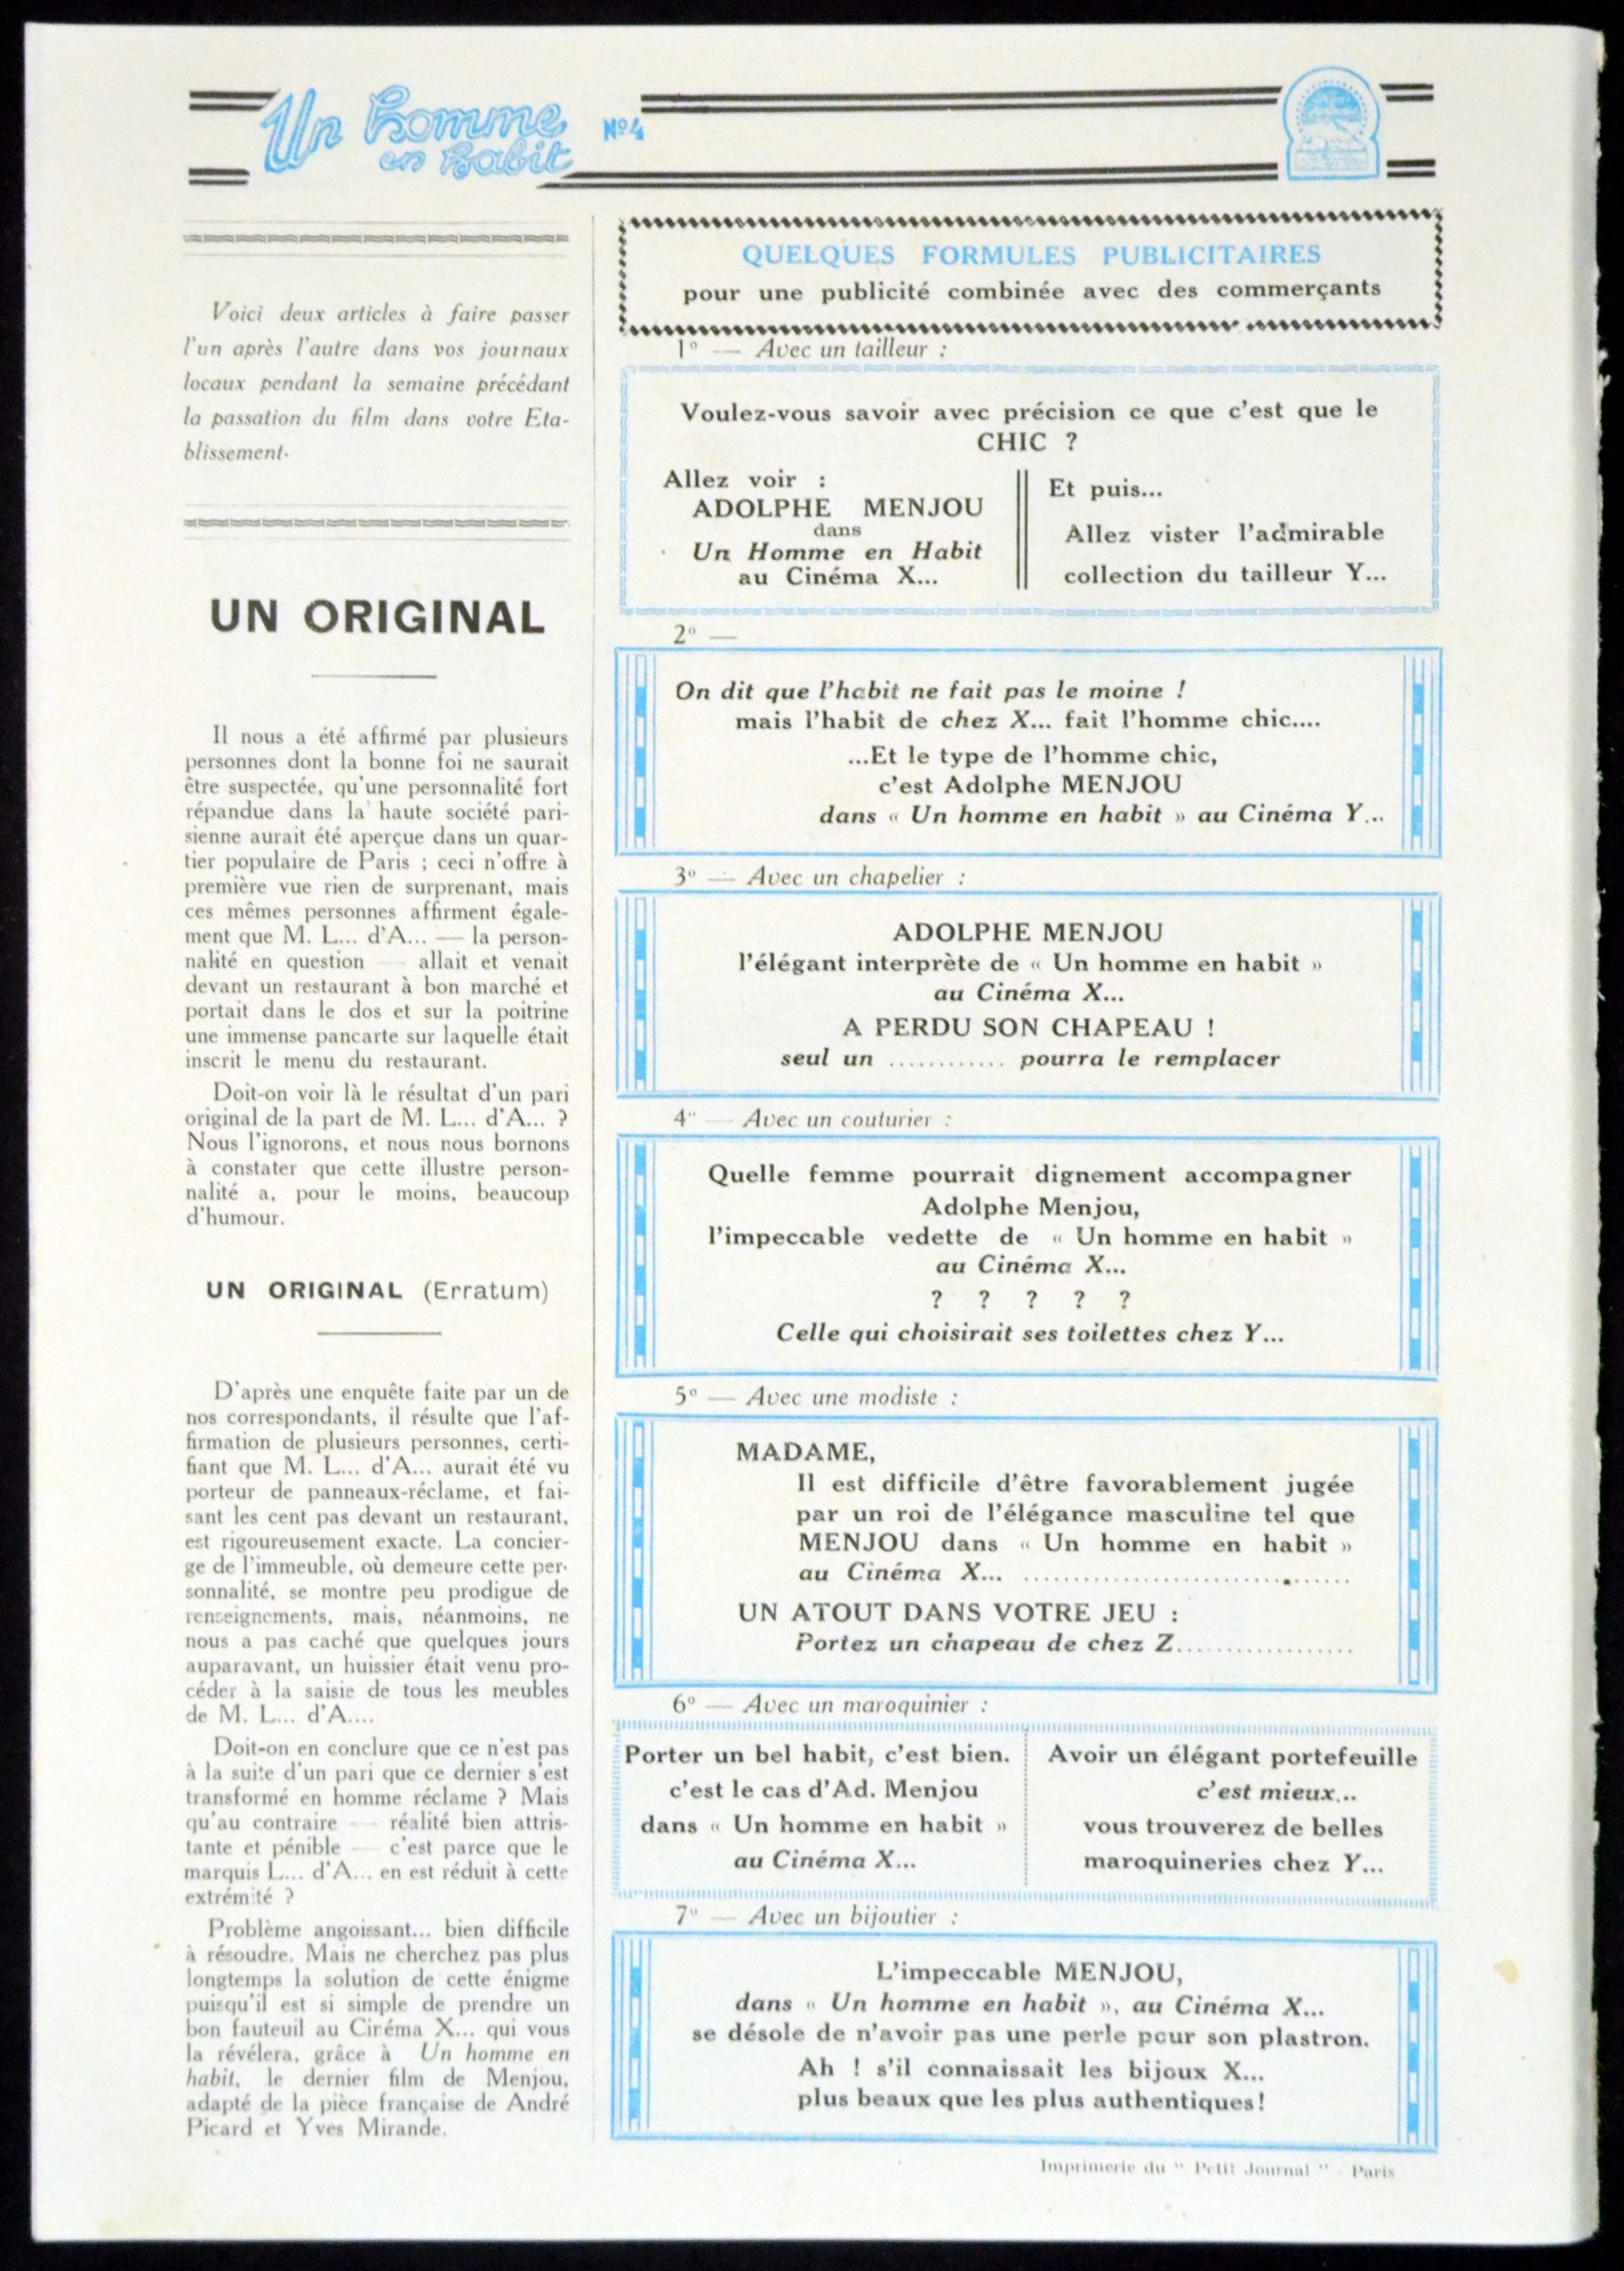 Un homme
en habit
Nº4
Voici deux articles à faire passer
l'un après l'autre dans vos journaux
locaux pendant la semaine précédant
la passation du film dans votre Eta-
blissement.
UN ORIGINAL
Il nous a été affirmé par plusieurs
personnes dont la bonne foi ne saurait
être suspectée, qu'une personnalité fort
répandue dans la haute société pari-
sienne aurait été aperçue dans un quar-
tier populaire de Paris ; ceci n'offre à
première vue rien de surprenant, mais
ces mêmes personnes affirment égale-
ment que M. L... d'A... — la person-
nalité en question — allait et venait
devant un restaurant à bon marché et
portait dans le dos et sur la poitrine
une immense pancarte sur laquelle était
inscrit le menu du restaurant.
Doit-on voir là le résultat d'un pari
original de la part de M. L... d'A... ?
Nous l'ignorons, et nous nous bornons
à constater que cette illustre person-
nalité a, pour le moins, beaucoup
d'humour.
UN ORIGINAL (Erratum)
D'après une enquête faite par un de
nos correspondants, il résulte que l'af-
firmation de plusieurs personnes, certi-
fiant que M. L... d'A... aurait été vu
porteur de panneaux-réclame, et fai-
sant les cent pas devant un restaurant,
est rigoureusement exacte. La concier-
ge de l'immeuble, où demeure cette per-
sonnalité, se montre peu prodigue de
renseignements, mais, néanmoins, ne
nous a pas caché que quelques jours
auparavant, un huissier était venu pro-
céder à la saisie de tous les meubles
de M. L... d'A....
Doit-on en conclure que ce n'est pas
à la suite d'un pari que ce dernier s'est
transformé en homme réclame ? Mais
qu'au contraire — réalité bien attris-
tante et pénible — c'est parce que le
marquis L... d'A... en est réduit à cette
extrémité ?
Problème angoissant... bien difficile
à résoudre. Mais ne cherchez pas plus
longtemps la solution de cette énigme
puisqu'il est si simple de prendre un
bon fauteuil au Cinéma X... qui vous
la révélera, grâce à Un homme en
habit, le dernier film de Menjou,
adapté de la pièce française de André
Picard et Yves Mirande.
QUELQUES FORMULES PUBLICITAIRES
pour une publicité combinée avec des commerçants
1° — Avec un tailleur :
Voulez-vous savoir avec précision ce que c'est que le
CHIC ?
Allez voir :
ADOLPHE MENJOU
dans
Un Homme en Habit
au Cinéma X...
Et puis...
Allez vister l'admirable
collection du tailleur Y...
2° —
On dit que l'habit ne fait pas le moine !
mais l'habit de chez X... fait l'homme chic....
...Et le type de l'homme chic,
c'est Adolphe MENJOU
dans « Un homme en habit » au Cinéma Y...
3° — Avec un chapelier :
ADOLPHE MENJOU
l'élégant interprète de « Un homme en habit »
au Cinéma X...
A PERDU SON CHAPEAU !
seul un ............ pourra le remplacer
4° — Avec un couturier :
Quelle femme pourrait dignement accompagner
Adolphe Menjou,
l'impeccable vedette de « Un homme en habit »
au Cinéma X...
? ? ? ? ?
Celle qui choisirait ses toilettes chez Y...
5° — Avec une modiste :
MADAME,
Il est difficile d'être favorablement jugée
par un roi de l'élégance masculine tel que
MENJOU dans « Un homme en habit »
au Cinéma X... .................................
UN ATOUT DANS VOTRE JEU :
Portez un chapeau de chez Z..................
6° — Avec un maroquinier :
Porter un bel habit, c'est bien.
c'est le cas d'Ad. Menjou
dans « Un homme en habit »
au Cinéma X...
Avoir un élégant portefeuille
c'est mieux...
vous trouverez de belles
maroquineries chez Y...
7° — Avec un bijoutier :
L'impeccable MENJOU,
dans « Un homme en habit », au Cinéma X...
se désole de n'avoir pas une perle pour son plastron.
Ah ! s'il connaissait les bijoux X...
plus beaux que les plus authentiques!
Imprimerie du " Petit Journal " Paris